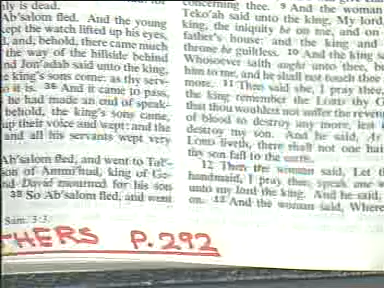 ly is dead.
Ab'salom fled. And the young
kept the watch lifted up his eyes,
d, and, behold, there came much
the way of the hillside behind
nd Jon'adab said unto the king,
e king's sons come: as thy serv
o it is. 36 And it came to pass,
he had made an end of speak-
behold, the king's sons came,
up their voice and wept: and the
and all his servants wept very
Ab'salom fled, and went to Tal'-
son of Ammi'hud, king of Ge-
nd David mourned for his son
38 So Ab'salom fled, and went
Sam. 3:3.
THERS P. 292
concerning thee. 9 And the woman
Teko'ah said unto the king, My lord,
king, the iniquity be on me, and on
father's house: and the king and
throne be guiltless. 10 And the king s
Whosoever saith ought unto thee, b
him to me, and he shall not touch thee
more. 11 Then said she, I pray thee,
the king remember the LORD thy G
that thou wouldest not suffer the reven
of blood to destroy any more, lest
destroy my son. And he said, A
LORD liveth, there shall not one hai
thy son fall to the earth.
12 Then the woman said, Let t
handmaid, I pray thee, speak one w
unto my lord the king. And he said,
on. 13 And the woman said, Where